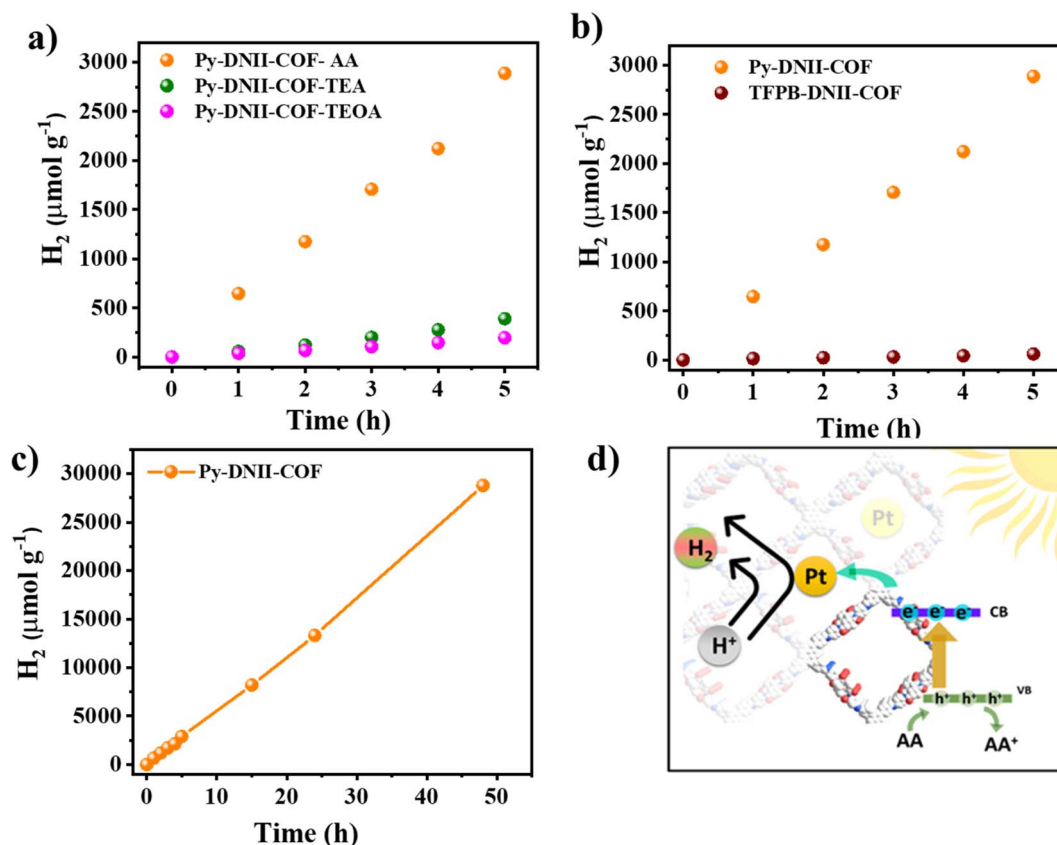 a)
Py-DNII-COF- AA
Py-DNII-COF-TEA
Py-DNII-COF-TEOA
H₂ (μmol g⁻¹)
3000
2500
2000
1500
1000
500
0
0 1 2 3 4 5
Time (h)
b)
Py-DNII-COF
TFPB-DNII-COF
H₂ (μmol g⁻¹)
3000
2500
2000
1500
1000
500
0
0 1 2 3 4 5
Time (h)
c)
Py-DNII-COF
H₂ (μmol g⁻¹)
30000
25000
20000
15000
10000
5000
0
0 10 20 30 40 50
Time (h)
d)
Pt
H₂
Pt
e⁻ e⁻ e⁻ CB
H⁺
h⁺ h⁺ h⁺ VB
AA AA⁺